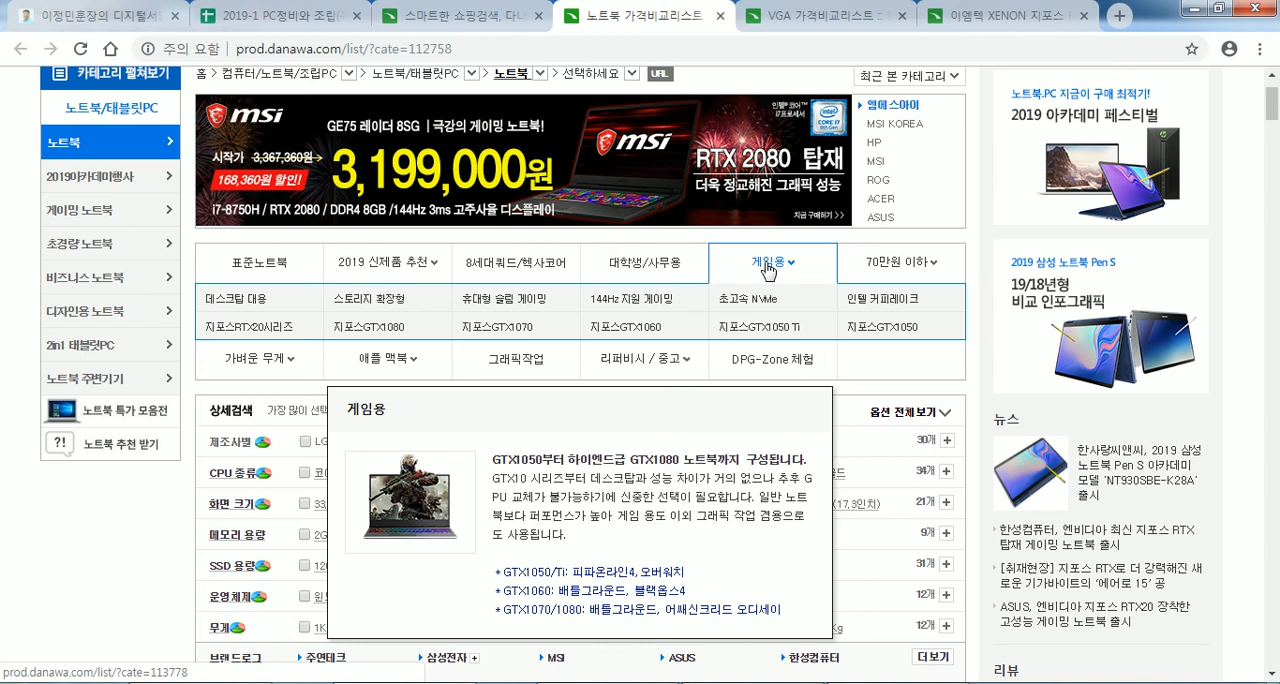 이정민훈장의 디지털서당
2019-1 PC정비와 조립(
스마트한 쇼핑검색, 다나
노트북 가격비교리스트
VGA 가격비교리스트
이엠텍 XENON 지포스
주의 요함 | prod.danawa.com/list/?cate=112758
카테고리 펼쳐보기
홈 > 컴퓨터/노트북/조립PC > 노트북/태블릿PC > 노트북 > 선택하세요 URL
최근 본 카테고리
노트북/태블릿PC
노트북
2019아카데미행사
게이밍 노트북
초경량 노트북
비즈니스 노트북
디자인용 노트북
2in1 태블릿PC
노트북 주변기기
노트북 특가 모음전
?! 노트북 추천 받기
msi
GE75 레이더 8SG | 극강의 게이밍 노트북!
시작가 3,367,360원
168,360원 할인!
3,199,000원
i7-8750H / RTX 2080 / DDR4 8GB /144Hz 3ms 고주사율 디스플레이
msi
인텔® 코어™
i7프로세서
intel CORE i7 8th Gen
RTX 2080 탑재
더욱 정교해진 그래픽 성능
지금 구매하기 >>
엠에스아이
MSI KOREA
HP
MSI
ROG
ACER
ASUS
표준노트북
2019 신제품 추천
8세대쿼드/헥사코어
대학생/사무용
게임용
70만원 이하
데스크탑 대용
스토리지 확장형
휴대형 슬림 게이밍
144Hz 지원 게이밍
초고속 NVMe
인텔 커피레이크
지포스RTX20시리즈
지포스GTX1080
지포스GTX1070
지포스GTX1060
지포스GTX1050 Ti
지포스GTX1050
가벼운 무게
애플 맥북
그래픽작업
리퍼비시 / 중고
DPG-Zone 체험
상세검색 가장 많이 선택
옵션 전체보기
제조사별 LG
30개 +
CPU 종류 코
34개 +
화면 크기 33
(17,3인치)
21개 +
메모리 용량 2G
9개 +
SSD 용량 120
31개 +
운영체제 윈
12개 +
무게 1K
Kg
12개 +
브랜드로그
주연테크
삼성전자 +
MSI
ASUS
한성컴퓨터
더보기
게임용
GTX1050부터 하이엔드급 GTX1080 노트북까지 구성됩니다.
GTX10 시리즈부터 데스크탑과 성능 차이가 거의 없으나 추후 G
PU 교체가 불가능하기에 신중한 선택이 필요합니다. 일반 노트
북보다 퍼포먼스가 높아 게임 용도 이외 그래픽 작업 겸용으로
도 사용됩니다.
* GTX1050/Ti: 피파온라인4, 오버워치
* GTX1060: 배틀그라운드, 블랙옵스4
* GTX1070/1080: 배틀그라운드, 어쌔신크리드 오디세이
노트북.PC 지금이 구매 최적기!
2019 아카데미 페스티벌
2019 삼성 노트북 Pen S
19/18년형
비교 인포그래픽
뉴스
한사랑씨앤씨, 2019 삼성
노트북 Pen S 아카데미
모델 'NT930SBE-K28A'
출시
한성컴퓨터, 엔비디아 최신 지포스 RTX
탑재 게이밍 노트북 출시
[취재현장] 지포스 RTX로 더 강력해진 새
로운 기가바이트의 '에어로 15' 공
ASUS, 엔비디아 지포스 RTX20 장착한
고성능 게이밍 노트북 출시
리뷰
prod.danawa.com/list/?cate=113778